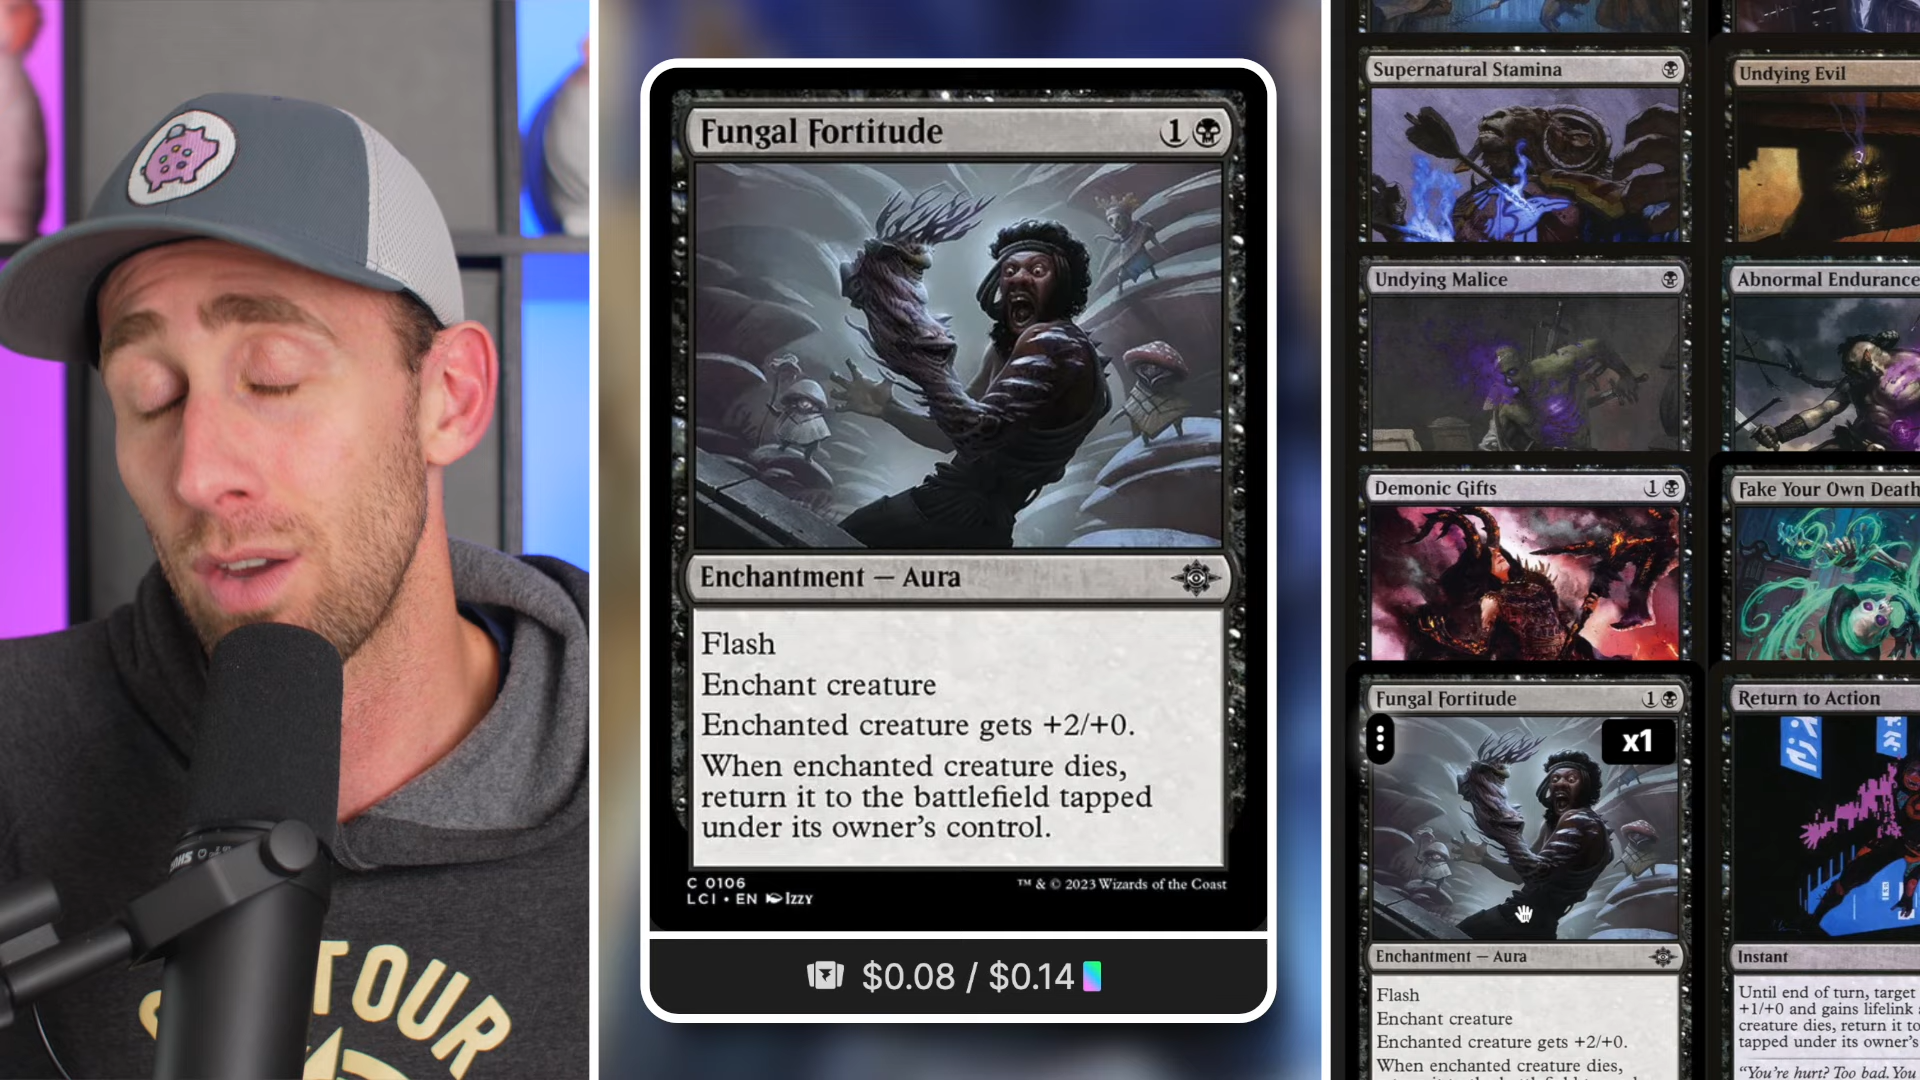 TOUR
Fungal Fortitude 1
Enchantment — Aura
Flash
Enchant creature
Enchanted creature gets +2/+0.
When enchanted creature dies,
return it to the battlefield tapped
under its owner's control.
C 0106
LCI • EN Izzy
™ & © 2023 Wizards of the Coast
$0.08 / $0.14
Supernatural Stamina
Undying Evil
Undying Malice
Abnormal Endurance
Demonic Gifts 1
Fake Your Own Death
Fungal Fortitude 1
x1
Enchantment — Aura
Flash
Enchant creature
Enchanted creature gets +2/+0.
When enchanted creature dies,
Return to Action
Instant
Until end of turn, target
+1/+0 and gains lifelink
creature dies, return it to
tapped under its owner's
"You're hurt? Too bad. You